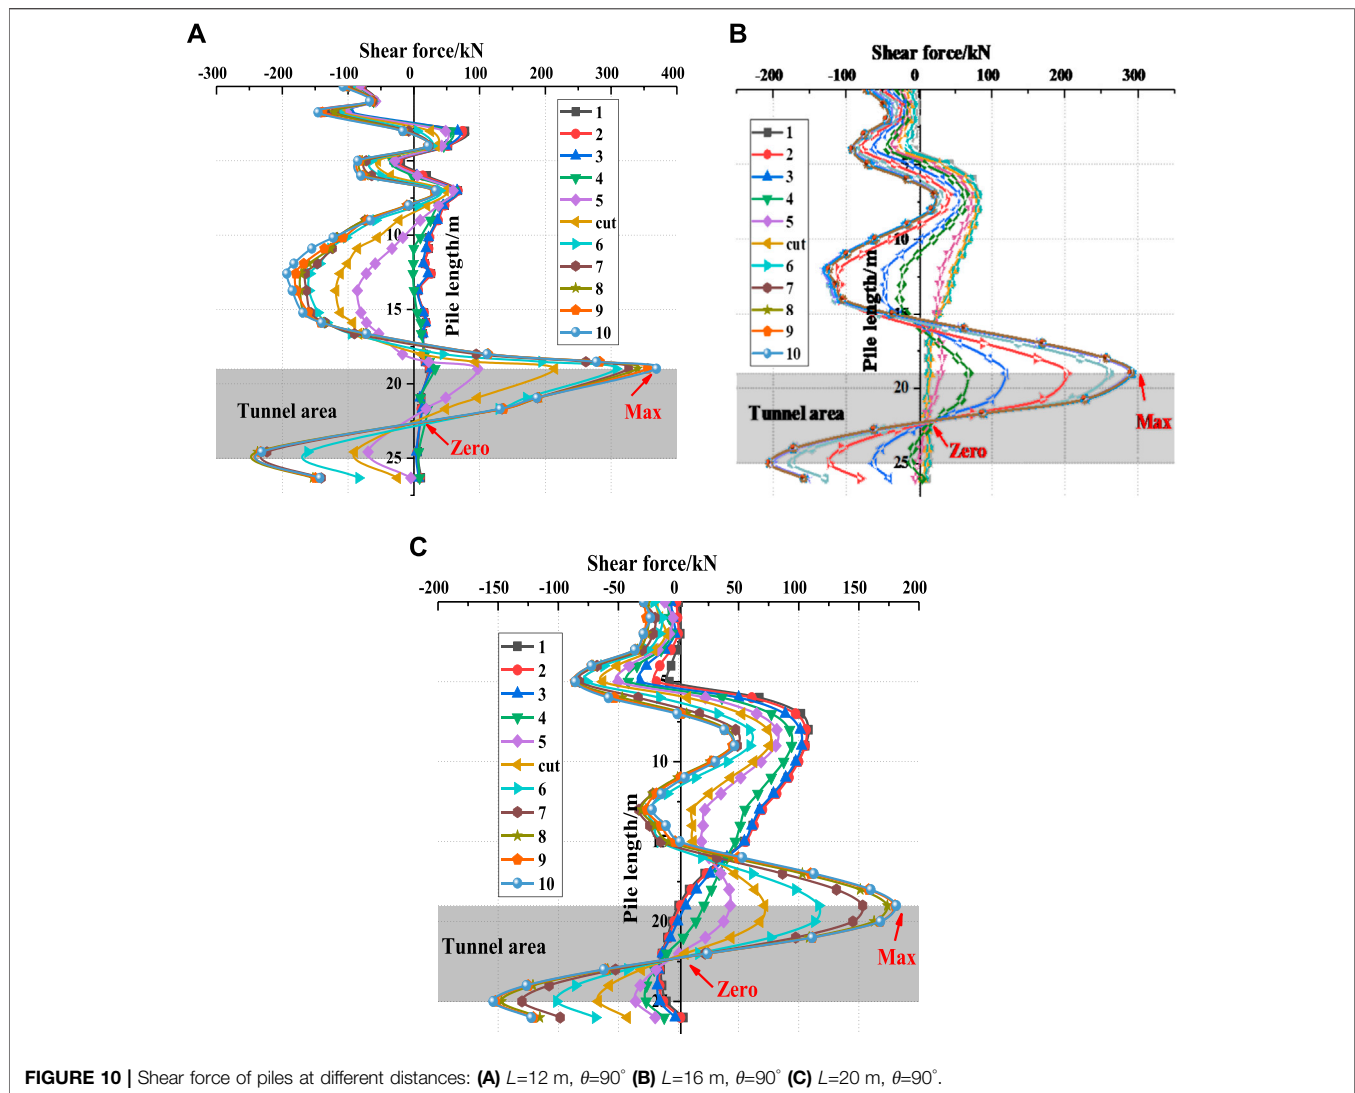 A
Shear force/kN
-300 -200 -100 0 100 200 300 400
10
15
20
25
Pile length/m
1
2
3
4
5
cut
6
7
8
9
10
Tunnel area
Max
Zero
B
Shear force/kN
-200 -100 0 100 200 300
10
15
20
25
Pile length/m
1
2
3
4
5
cut
6
7
8
9
10
Tunnel area
Max
Zero
C
Shear force/kN
-200 -150 -100 -50 0 50 100 150 200
5
10
15
20
25
Pile length/m
1
2
3
4
5
cut
6
7
8
9
10
Tunnel area
Max
Zero
FIGURE 10 | Shear force of piles at different distances: (A) L=12 m, θ=90° (B) L=16 m, θ=90° (C) L=20 m, θ=90°.